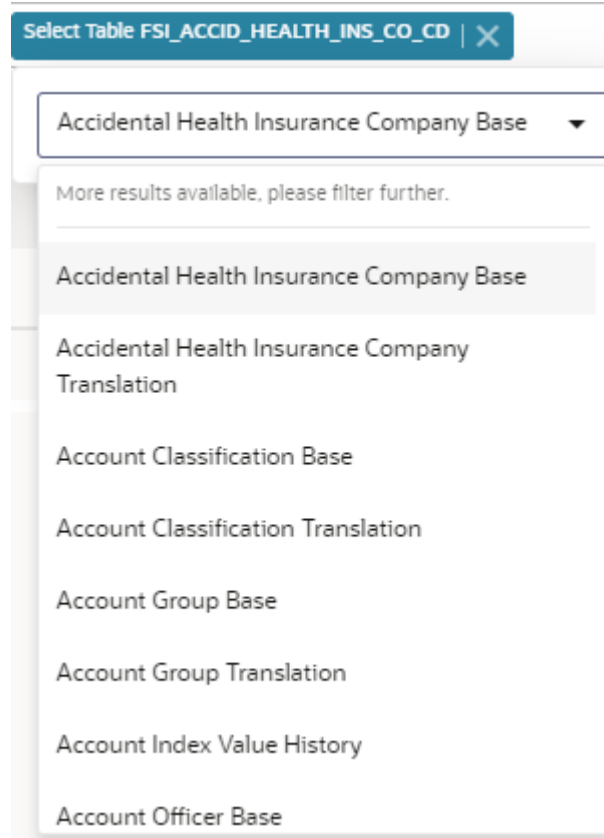 Select Table FSI_ACCID_HEALTH_INS_CO_CD |
Accidental Health Insurance Company Base
More results available, please filter further.
Accidental Health Insurance Company Base
Accidental Health Insurance Company
Translation
Account Classification Base
Account Classification Translation
Account Group Base
Account Group Translation
Account Index Value History
Account Officer Base